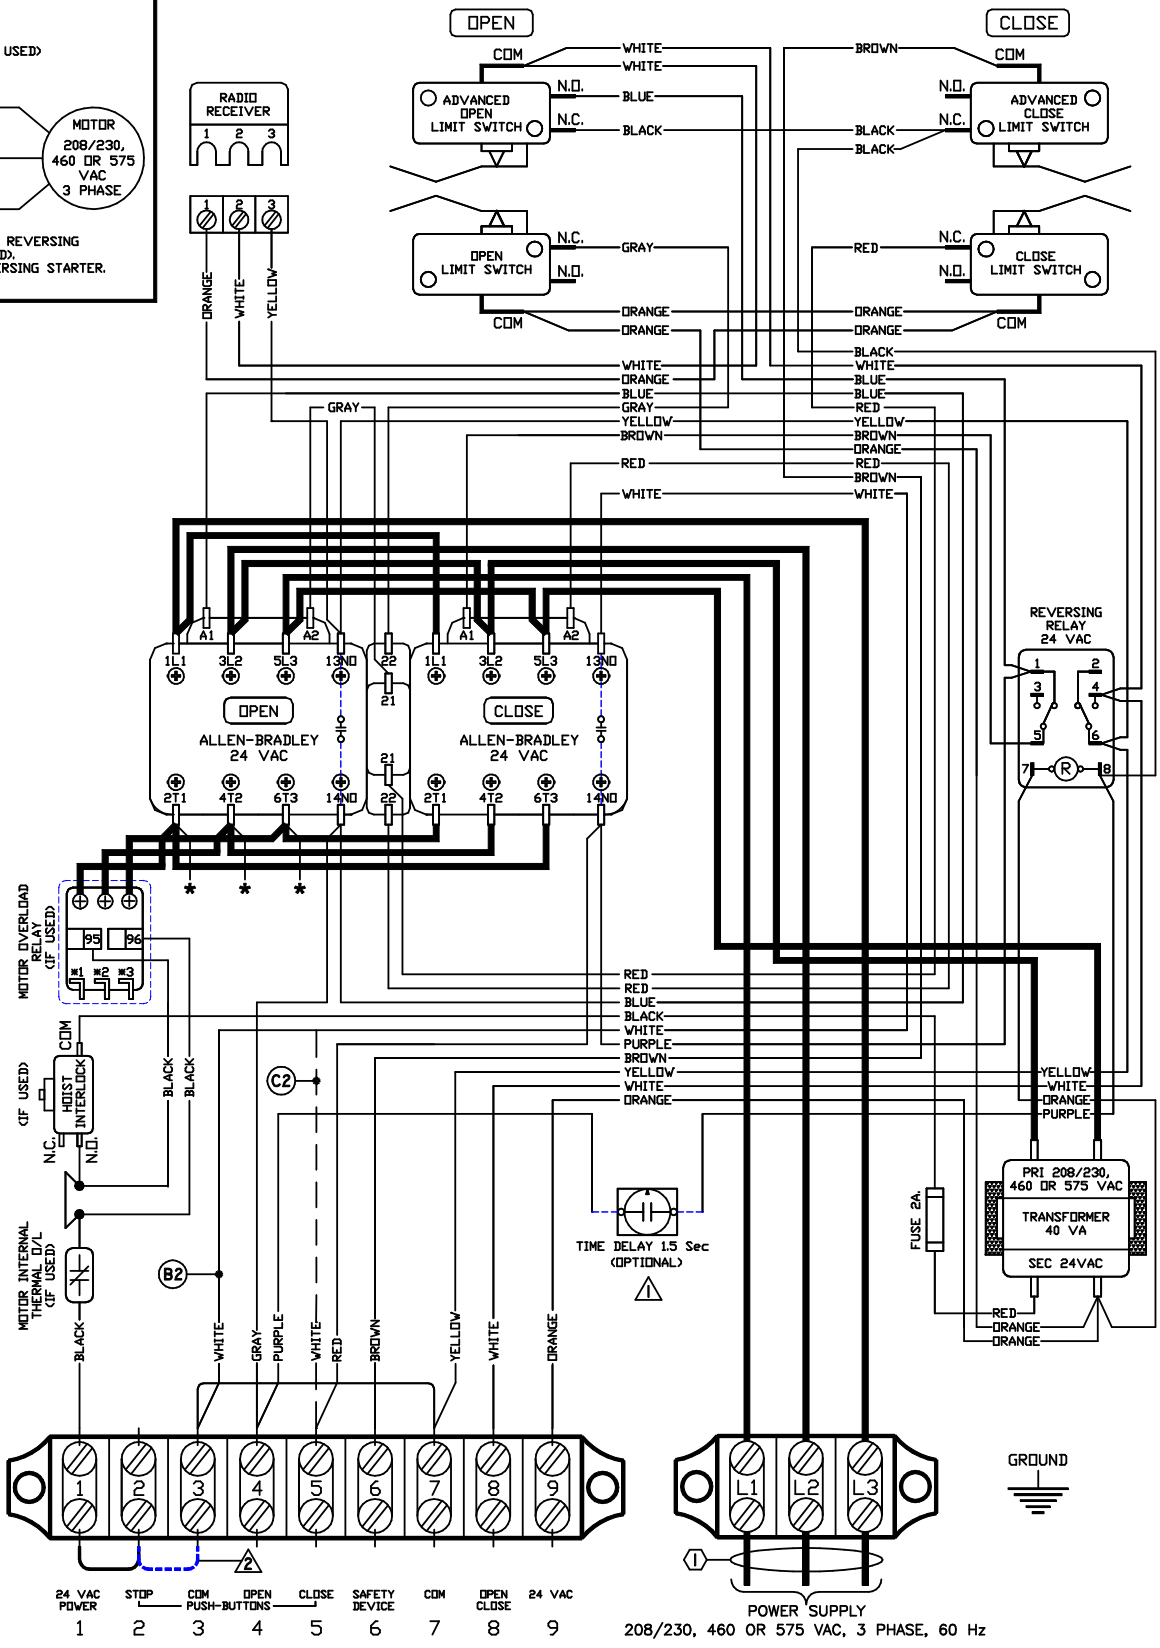 OPEN
CLOSE
USED)
MOTOR
208/230,
460 OR 575
VAC
3 PHASE
REVERSING
D).
ERSING STARTER.
RADIO
RECEIVER
1 2 3
1 2 3
ORANGE
WHITE
YELLOW
COM
N.O.
N.C.
ADVANCED
OPEN
LIMIT SWITCH
WHITE
WHITE
BLUE
BLACK
BROWN
BLACK
BLACK
COM
N.O.
N.C.
ADVANCED
CLOSE
LIMIT SWITCH
N.C.
N.O.
OPEN
LIMIT SWITCH
COM
GRAY
ORANGE
ORANGE
RED
ORANGE
ORANGE
N.C.
N.O.
CLOSE
LIMIT SWITCH
COM
BLACK
WHITE WHITE
ORANGE BLUE
BLUE BLUE
GRAY GRAY RED
YELLOW YELLOW
BROWN BROWN
ORANGE
RED RED
BROWN
WHITE WHITE
A1 A2 A1 A2
1L1 3L2 5L3 13NO 22 1L1 3L2 5L3 13NO
21
OPEN
ALLEN-BRADLEY
24 VAC
CLOSE
ALLEN-BRADLEY
24 VAC
21
2T1 4T2 6T3 14NO 22 2T1 4T2 6T3 14NO
* * *
REVERSING
RELAY
24 VAC
1 2
3 4
5 6
7 R 8
MOTOR OVERLOAD
RELAY
(IF USED)
95 96
*1 *2 *3
RED
RED
BLUE
BLACK
WHITE
PURPLE
BROWN
YELLOW YELLOW
WHITE WHITE
ORANGE ORANGE
PURPLE
COM
(IF USED)
HOIST
INTERLOCK
N.C.
N.O.
BLACK
BLACK
C2
B2
MOTOR INTERNAL
THERMAL O/L
(IF USED)
TIME DELAY 1.5 Sec
(OPTIONAL)
1
FUSE 2A.
PRI 208/230,
460 OR 575 VAC
TRANSFORMER
40 VA
SEC 24VAC
RED
ORANGE
ORANGE
BLACK
WHITE
GRAY
PURPLE
WHITE
RED
BROWN
YELLOW
WHITE
ORANGE
1 2 3 4 5 6 7 8 9
L1 L2 L3
GROUND
2
1
24 VAC
POWER
STOP
COM
OPEN
PUSH-BUTTONS
CLOSE
SAFETY
DEVICE
COM
OPEN
CLOSE
24 VAC
1 2 3 4 5 6 7 8 9
POWER SUPPLY
208/230, 460 OR 575 VAC, 3 PHASE, 60 Hz